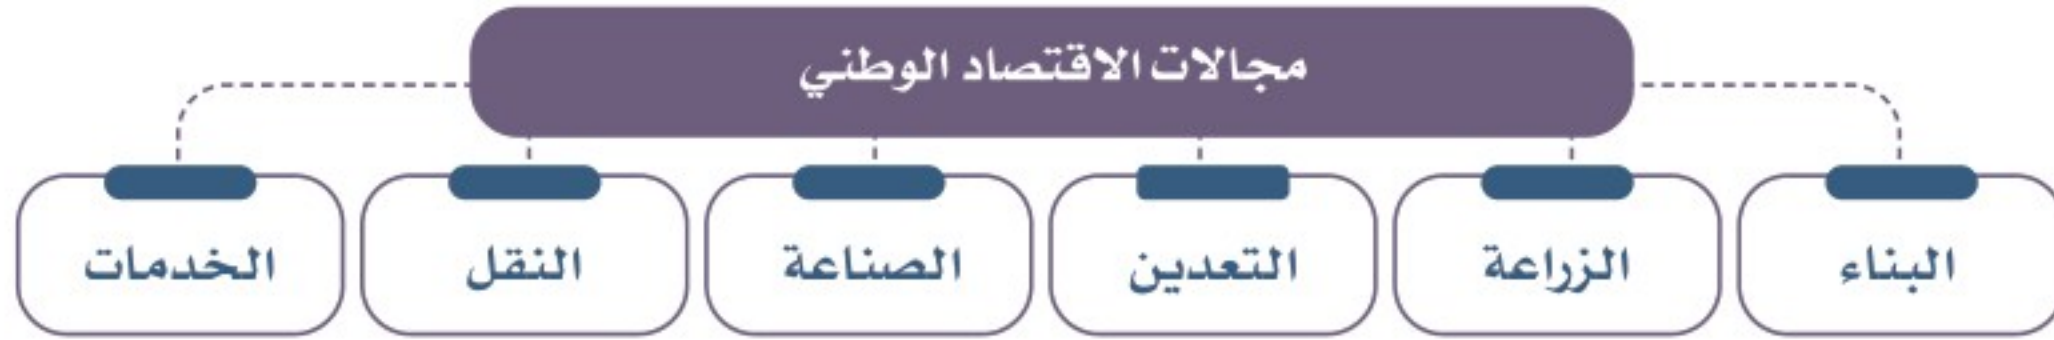 مجالات الاقتصاد الوطني
البناء
الزراعة
التعدين
الصناعة
النقل
الخدمات